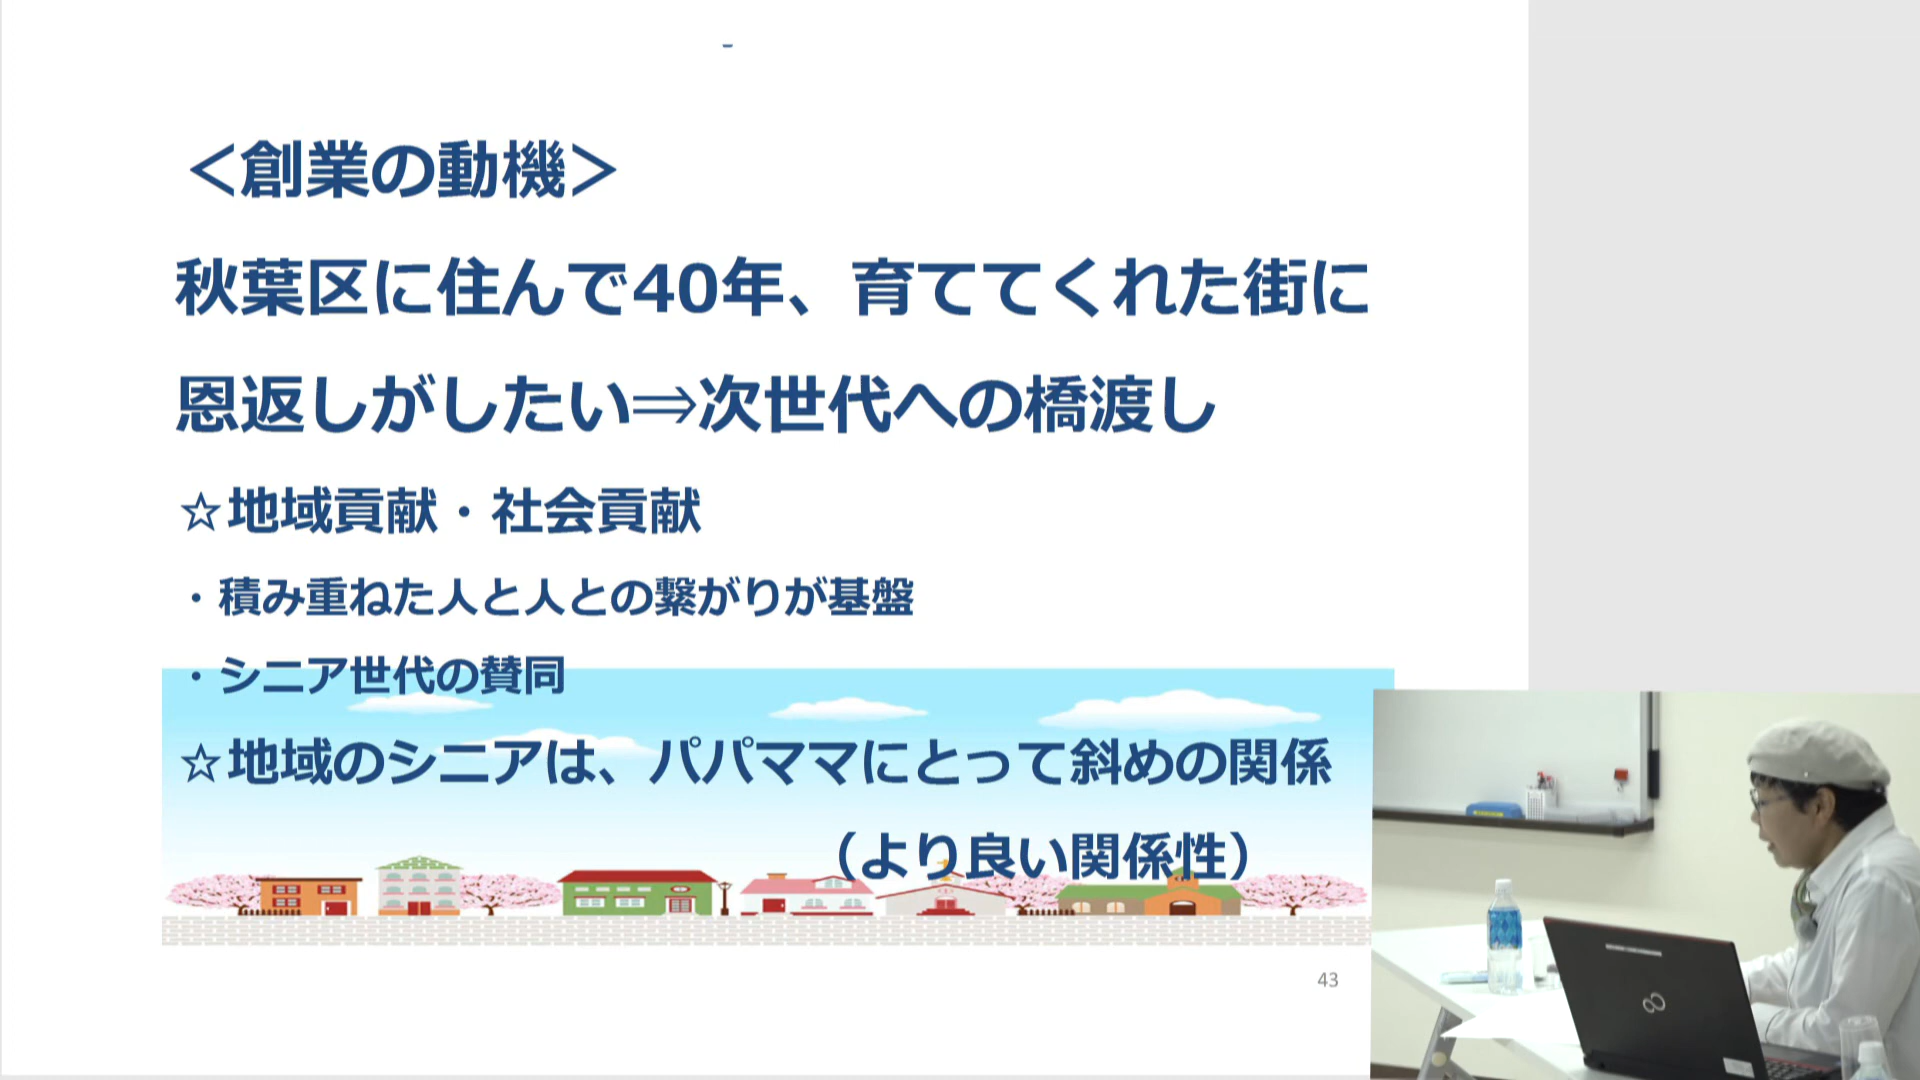 ＜創業の動機＞
秋葉区に住んで40年、育ててくれた街に
恩返しがしたい⇒次世代への橋渡し
☆地域貢献・社会貢献
・積み重ねた人と人との繋がりが基盤
・シニア世代の賛同
☆地域のシニアは、パパママにとって斜めの関係
（より良い関係性）
43